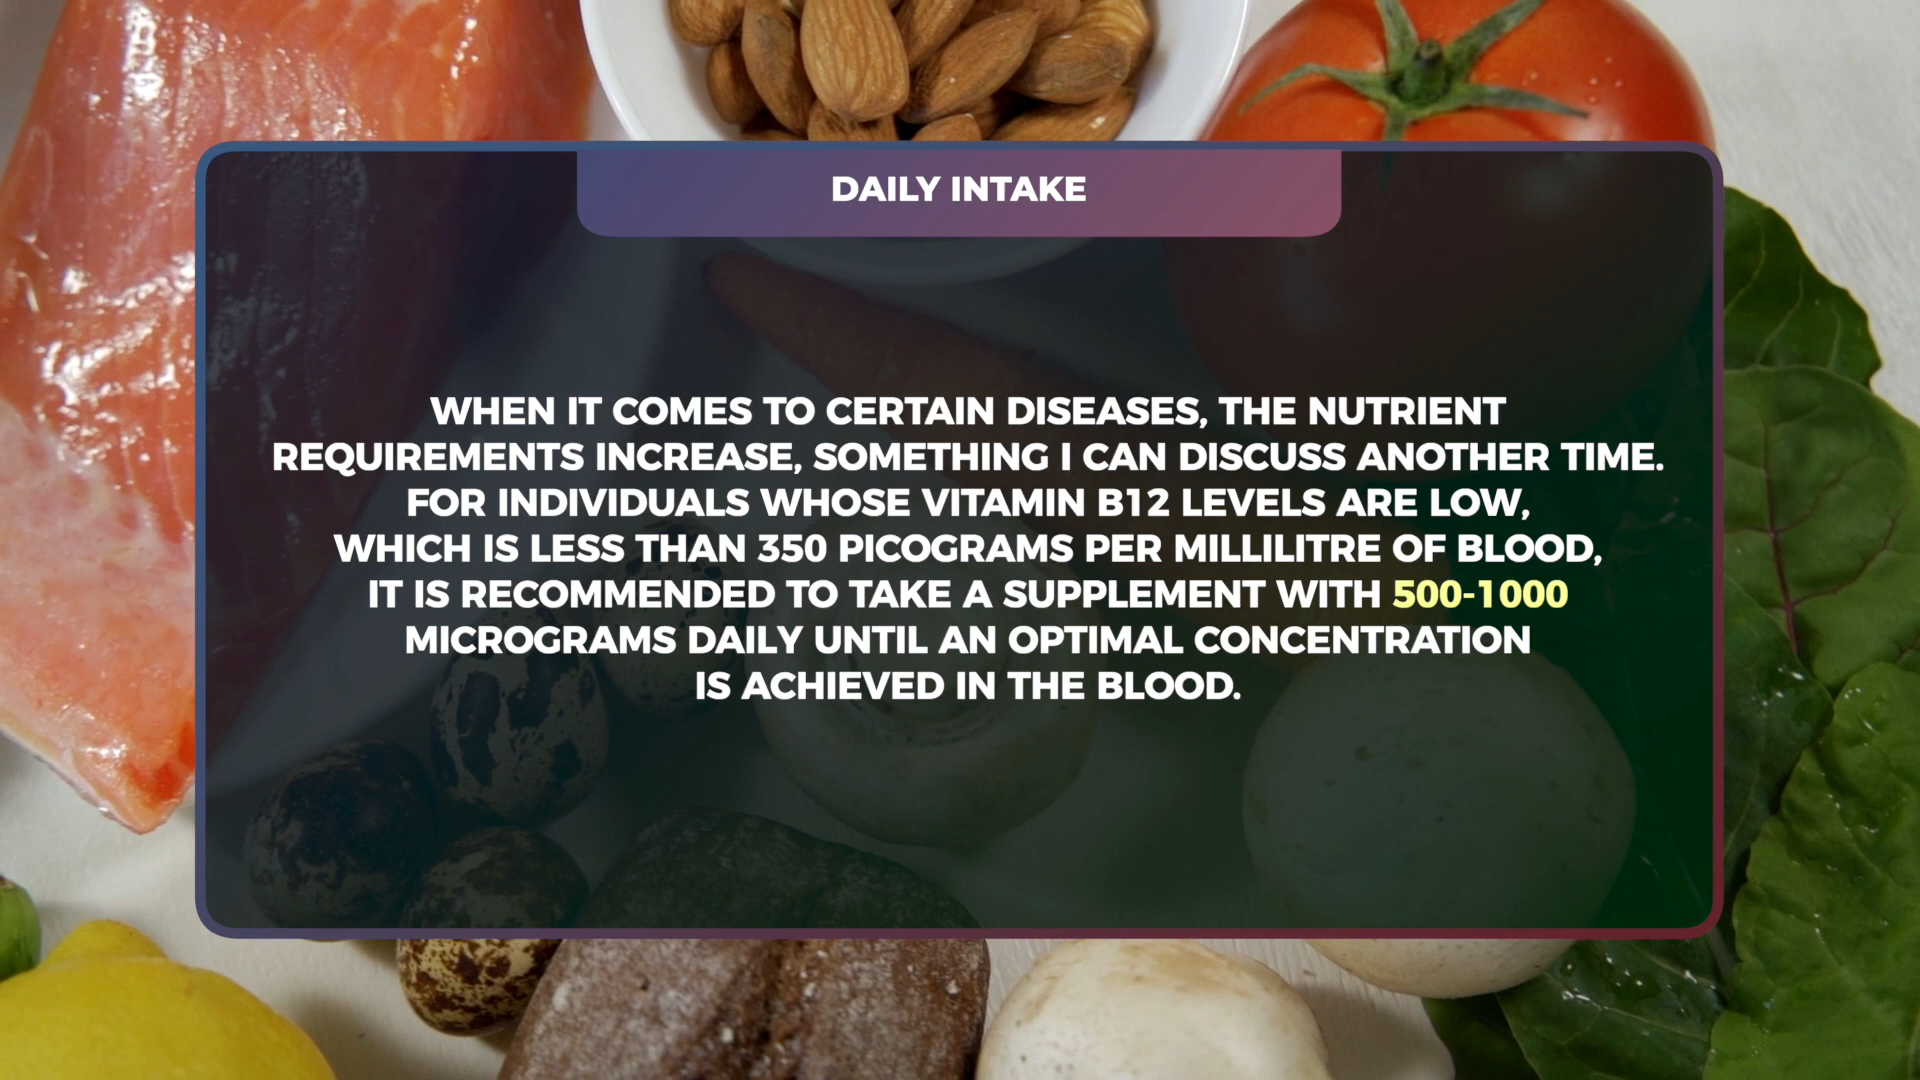 DAILY INTAKE
WHEN IT COMES TO CERTAIN DISEASES, THE NUTRIENT
REQUIREMENTS INCREASE, SOMETHING I CAN DISCUSS ANOTHER TIME.
FOR INDIVIDUALS WHOSE VITAMIN B12 LEVELS ARE LOW,
WHICH IS LESS THAN 350 PICOGRAMS PER MILLILITRE OF BLOOD,
IT IS RECOMMENDED TO TAKE A SUPPLEMENT WITH 500-1000
MICROGRAMS DAILY UNTIL AN OPTIMAL CONCENTRATION
IS ACHIEVED IN THE BLOOD.